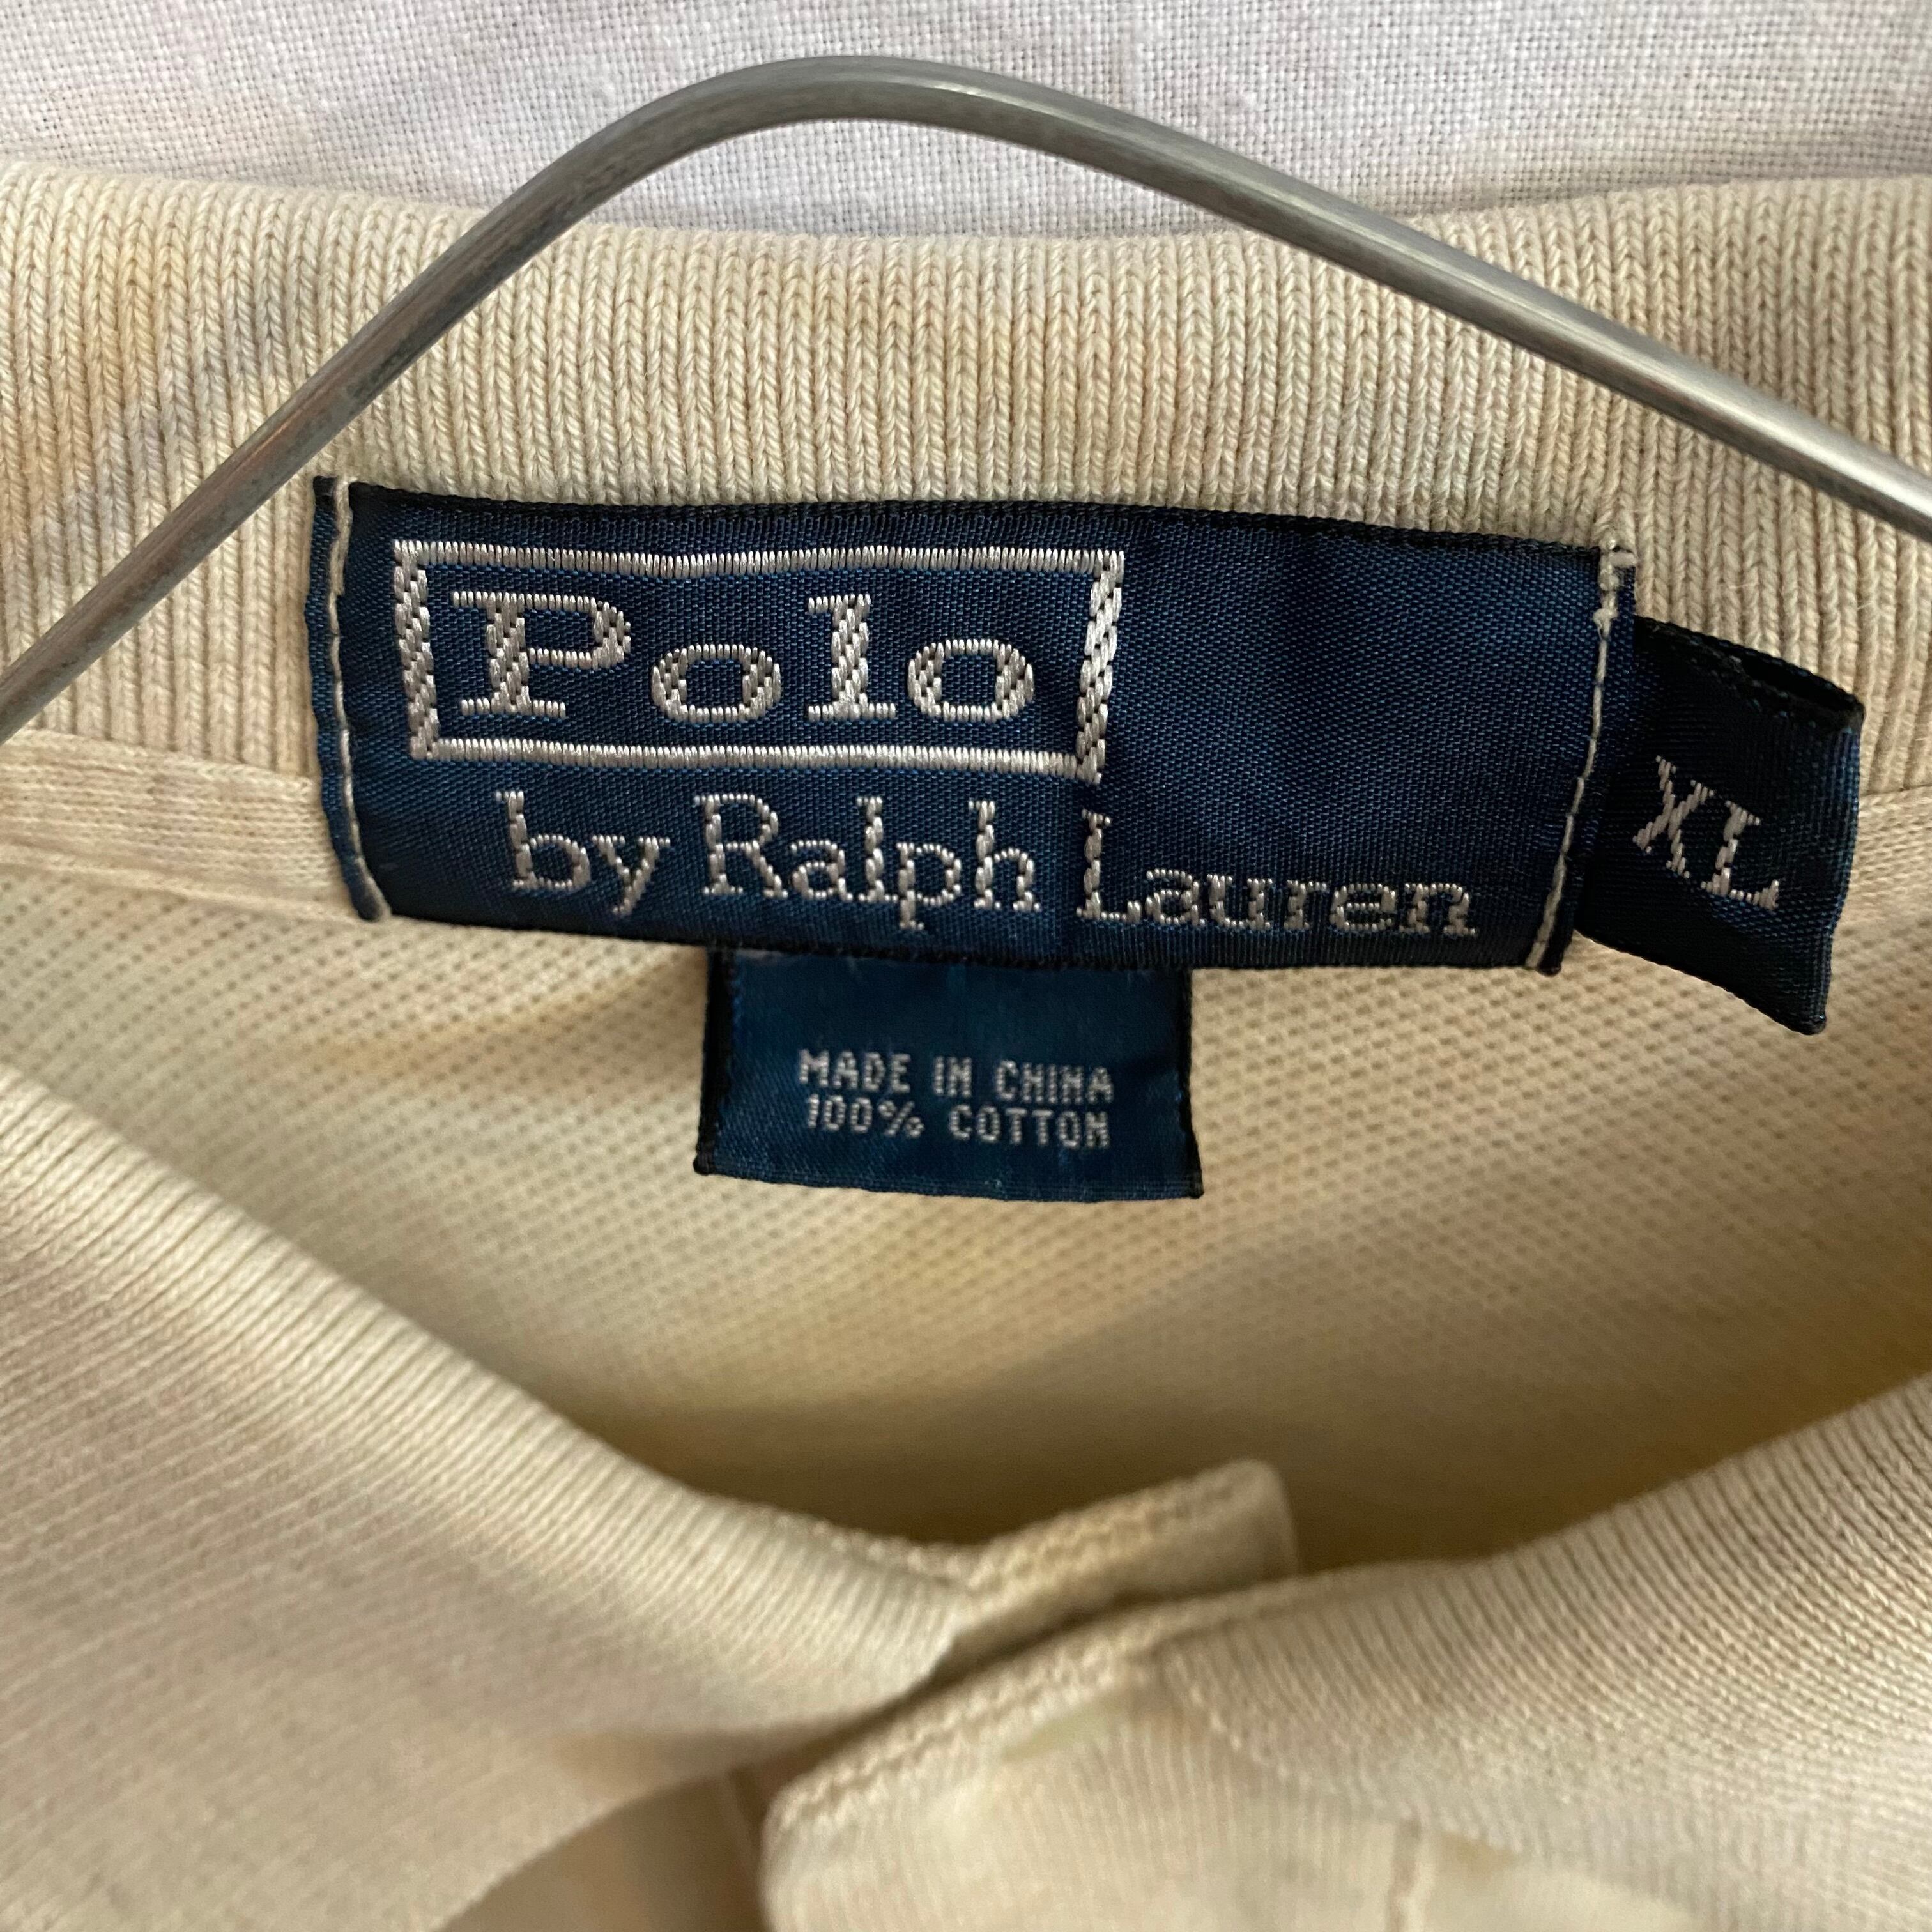 Polo
by Ralph Lauren
XL
MADE IN CHINA
100% COTTON